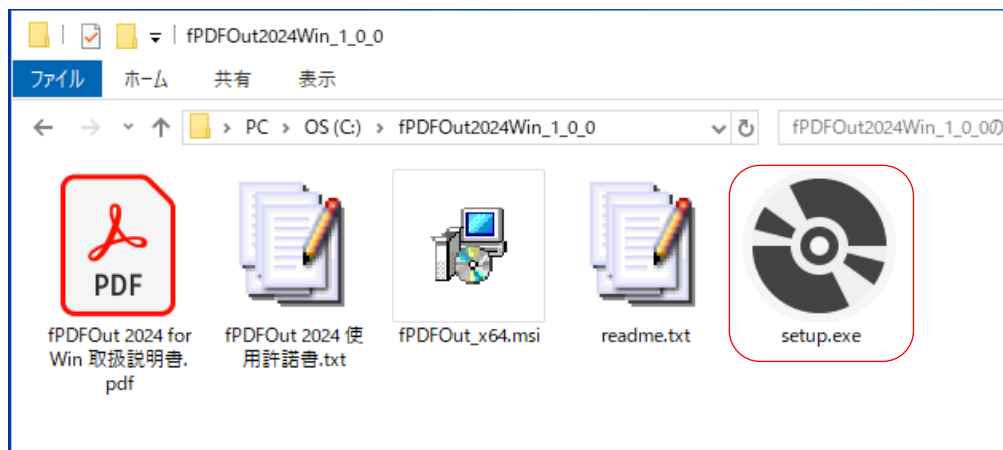 fPDFOut2024Win_1_0_0
ファイル ホーム 共有 表示
PC > OS (C:) > fPDFOut2024Win_1_0_0 fPDFOut2024Win_1_0_0の
PDF
fPDFOut 2024 for
Win 取扱説明書.
pdf
fPDFOut 2024 使
用許諾書.txt
fPDFOut_x64.msi
readme.txt
setup.exe